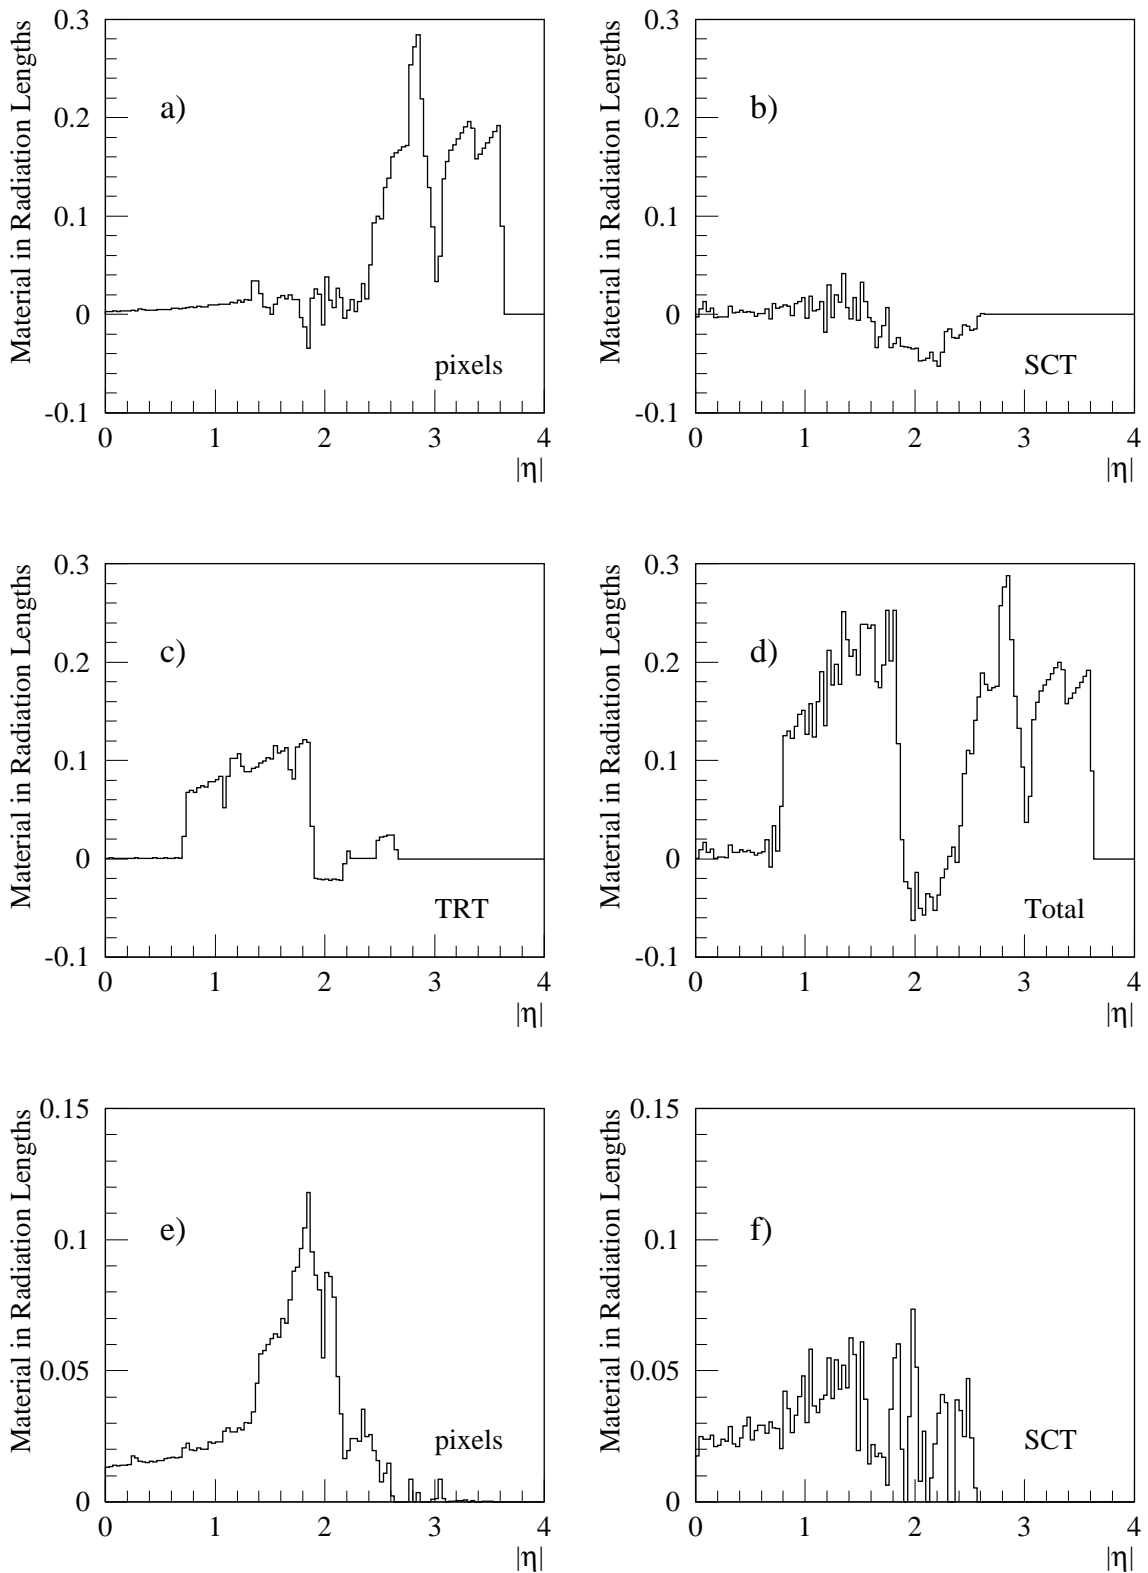 Material in Radiation Lengths
0.3
0.2
0.1
0
-0.1
a)
pixels
0
1
2
3
4
|η|
Material in Radiation Lengths
0.3
0.2
0.1
0
-0.1
b)
SCT
0
1
2
3
4
|η|
Material in Radiation Lengths
0.3
0.2
0.1
0
-0.1
c)
TRT
0
1
2
3
4
|η|
Material in Radiation Lengths
0.3
0.2
0.1
0
-0.1
d)
Total
0
1
2
3
4
|η|
Material in Radiation Lengths
0.15
0.1
0.05
0
e)
pixels
0
1
2
3
4
|η|
Material in Radiation Lengths
0.15
0.1
0.05
0
f)
SCT
0
1
2
3
4
|η|